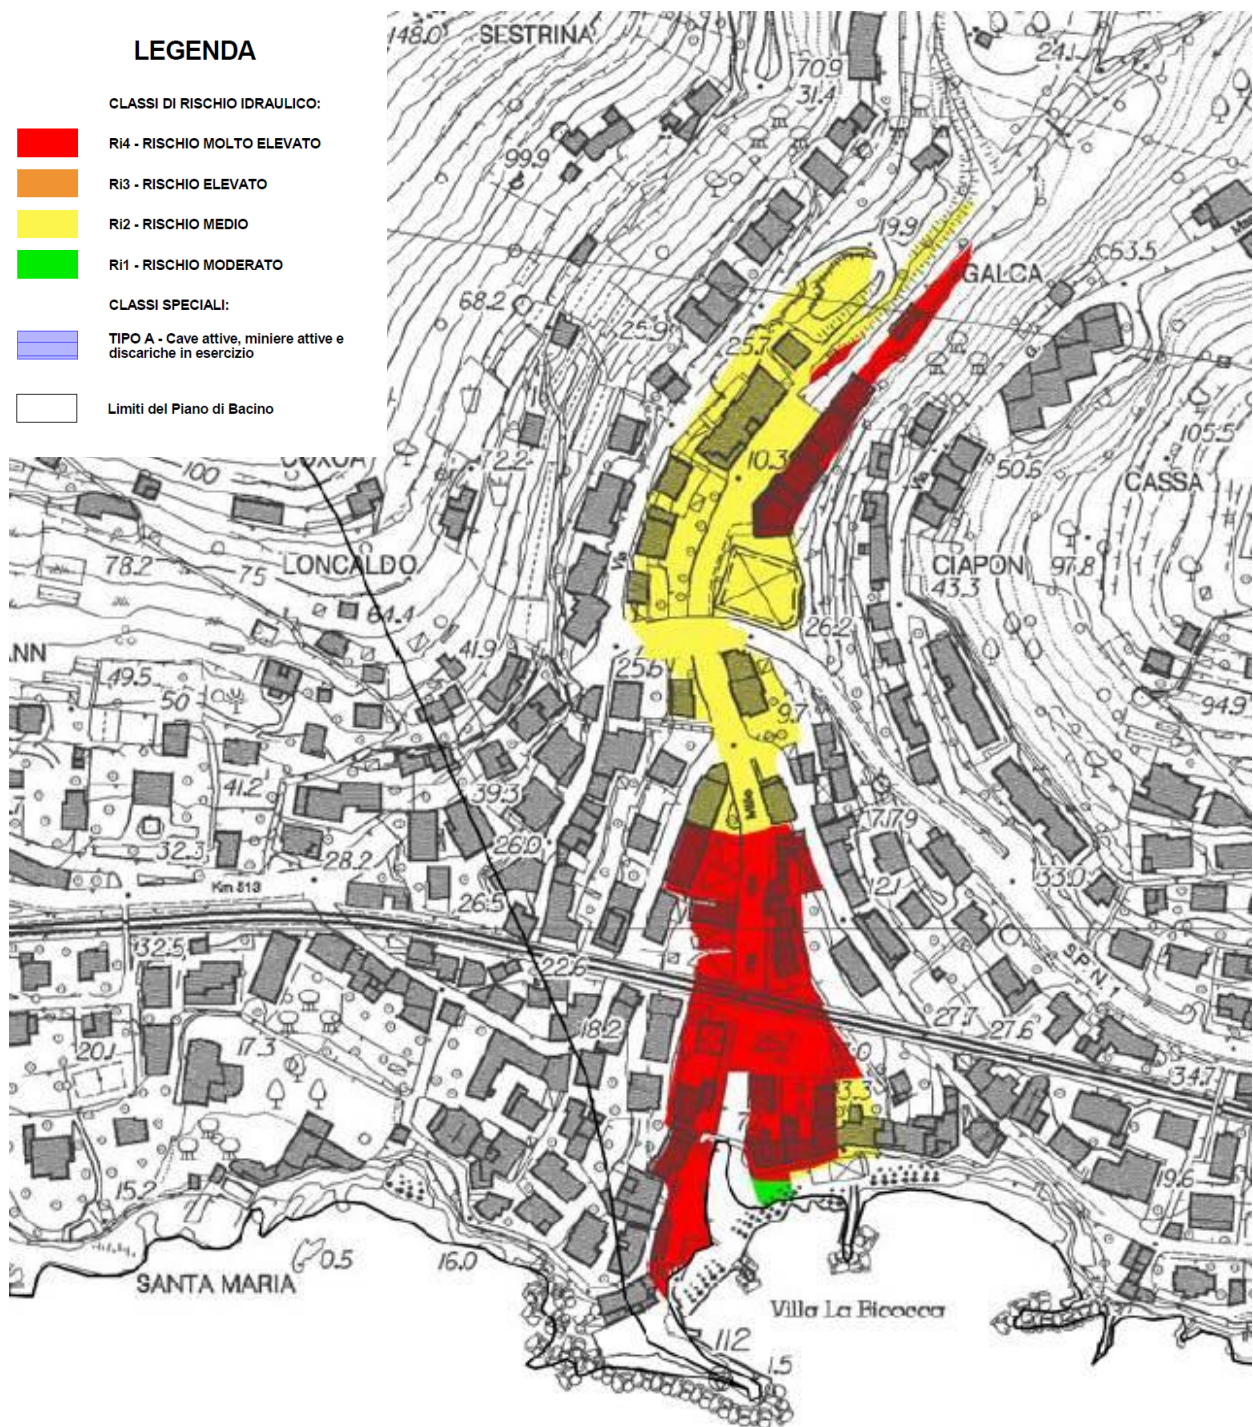 LEGENDA
CLASSI DI RISCHIO IDRAULICO:
Ri4 - RISCHIO MOLTO ELEVATO
Ri3 - RISCHIO ELEVATO
Ri2 - RISCHIO MEDIO
Ri1 - RISCHIO MODERATO
CLASSI SPECIALI:
TIPO A - Cave attive, miniere attive e
discariche in esercizio
Limiti del Piano di Bacino
148.0
SESTRINA
24.1
70.9
31.4
99.9
19.9
63.5
GALCA
68.2
25.9
25.7
105.5
72.2
10.3
50.6
CASSA
100
LONCALDO
CIAPON
97.8
78.2
75
43.3
64.4
26.2
41.9
25.6
49.5
50
9.7
94.9
41.2
39.3
32.3
28.2
26.0
12.1
33.0
Km 513
26.5
32.5
22.6
S.P.N.1
27.7
27.6
18.2
20.1
17.3
34.7
3.3
15.2
19.6
0.5
16.0
SANTA MARIA
Villa La Bicocca
112
1.5